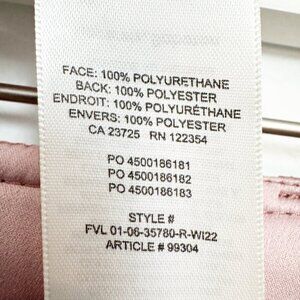 FACE: 100% POLYURETHANE
BACK: 100% POLYESTER
ENDROIT: 100% POLYURÉTHANE
ENVERS: 100% POLYESTER
CA 23725 RN 122354
PO 4500186181
PO 4500186182
PO 4500186183
STYLE #
FVL 01-06-35780-R-WI22
ARTICLE # 99304